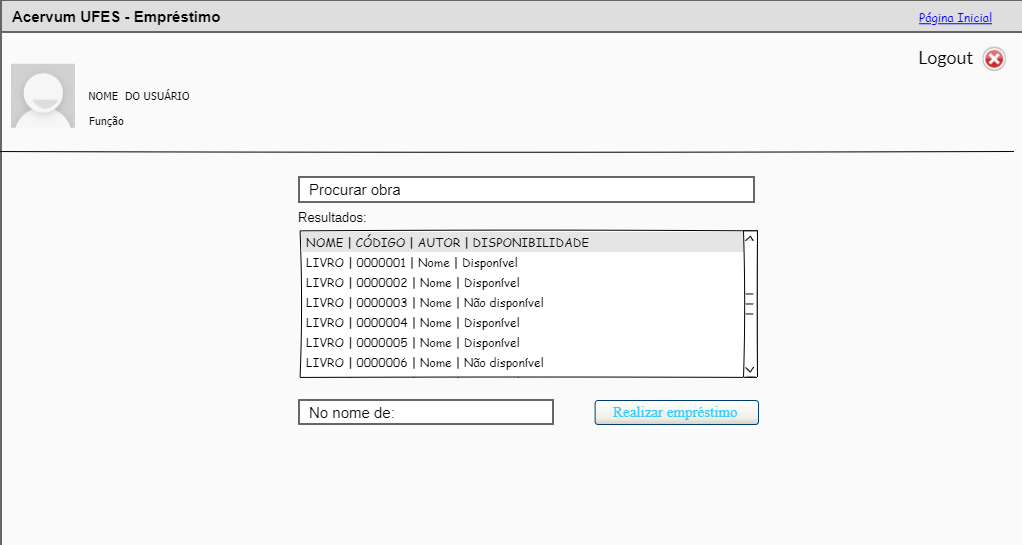 Acervum UFES - Empréstimo
Página Inicial
Logout
NOME DO USUÁRIO
Função
Procurar obra
Resultados:
NOME | CÓDIGO | AUTOR | DISPONIBILIDADE
LIVRO | 0000001 | Nome | Disponível
LIVRO | 0000002 | Nome | Disponível
LIVRO | 0000003 | Nome | Não disponível
LIVRO | 0000004 | Nome | Disponível
LIVRO | 0000005 | Nome | Disponível
LIVRO | 0000006 | Nome | Não disponível
No nome de:
Realizar empréstimo